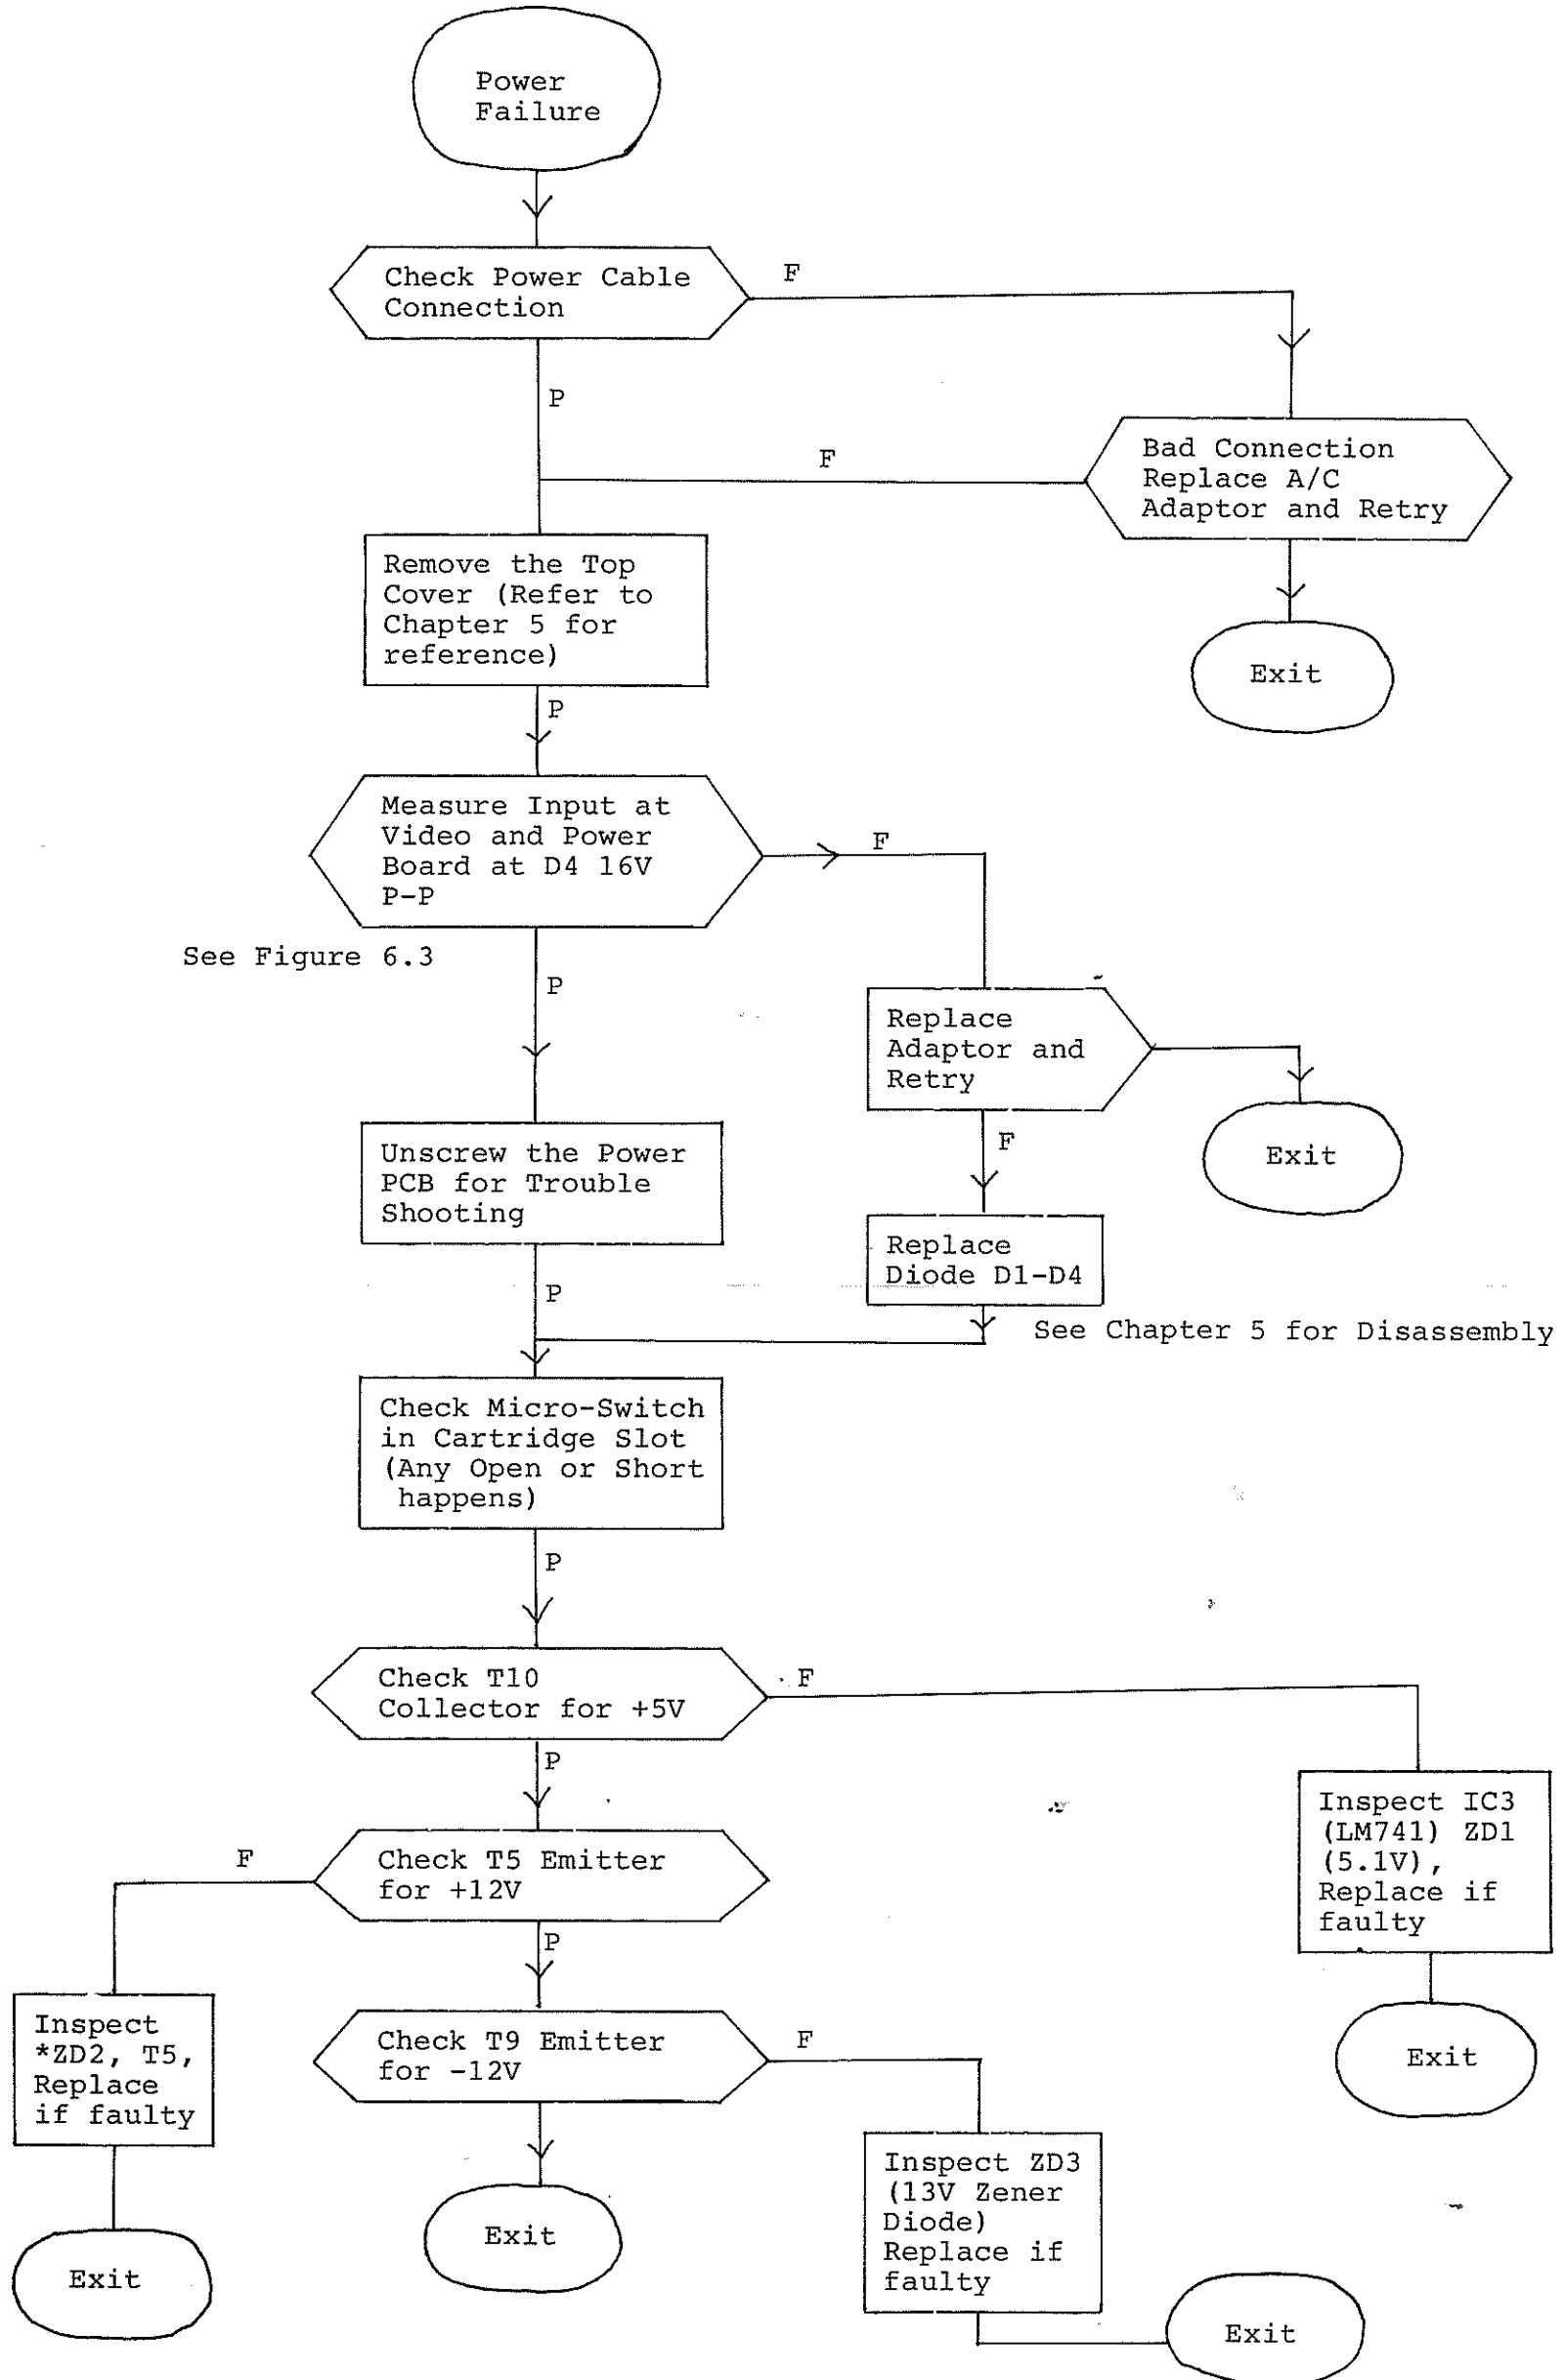 Power
Failure
Check Power Cable
Connection
F
P
Bad Connection
Replace A/C
Adaptor and Retry
F
Remove the Top
Cover (Refer to
Chapter 5 for
reference)
Exit
P
Measure Input at
Video and Power
Board at D4 16V
P-P
F
See Figure 6.3
P
Replace
Adaptor and
Retry
Exit
F
Unscrew the Power
PCB for Trouble
Shooting
Replace
Diode D1-D4
P
See Chapter 5 for Disassembly
Check Micro-Switch
in Cartridge Slot
(Any Open or Short
happens)
P
Check T10
Collector for +5V
F
P
Inspect IC3
(LM741) ZD1
(5.1V),
Replace if
faulty
Exit
Check T5 Emitter
for +12V
F
P
Inspect
*ZD2, T5,
Replace
if faulty
Exit
Check T9 Emitter
for -12V
F
Exit
Inspect ZD3
(13V Zener
Diode)
Replace if
faulty
Exit